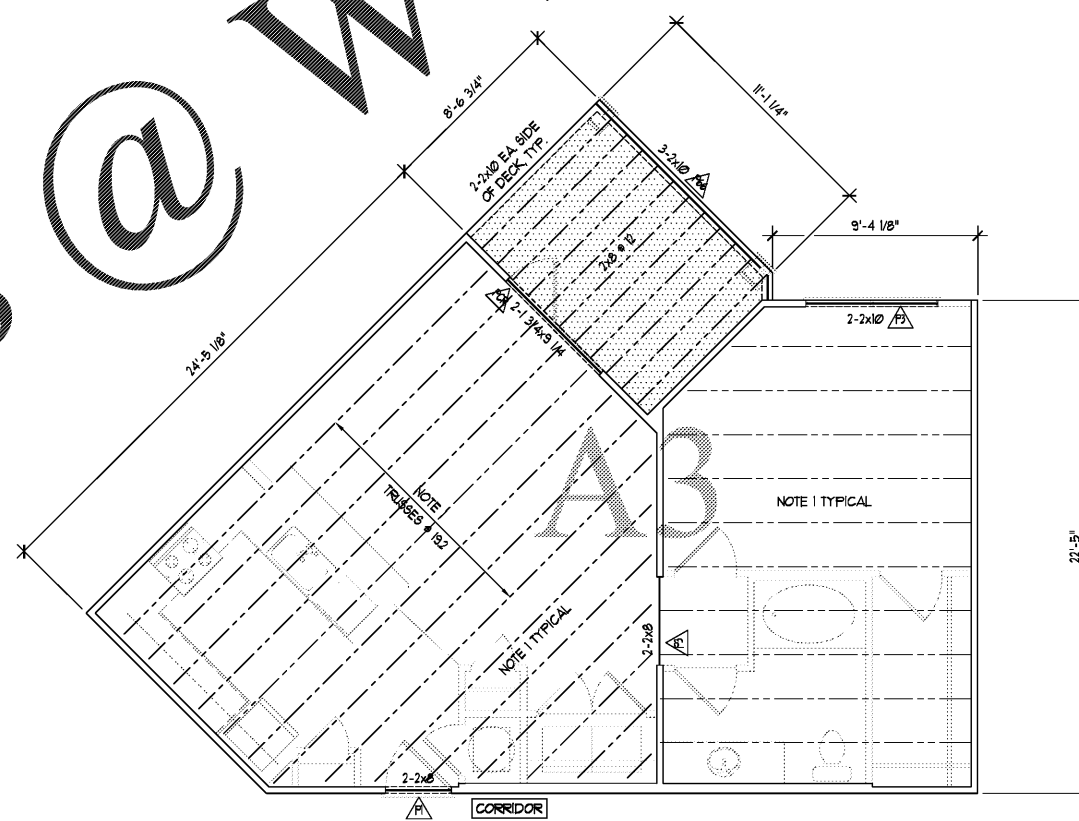 @ W
8'-6 3/4"
11'-1 1/4"
2-2x10 EA. SIDE
OF DECK, TYP.
3-2x10
9'-4 1/8"
2x8 @ 12
2-1 3/4x9 1/4
2-2x10
P3
24'-5 1/8"
A3
NOTE
TRUSSES @ 19.2
NOTE 1 TYPICAL
NOTE 1 TYPICAL
22'-5"
2-2x8
2-2x8
P1
CORRIDOR